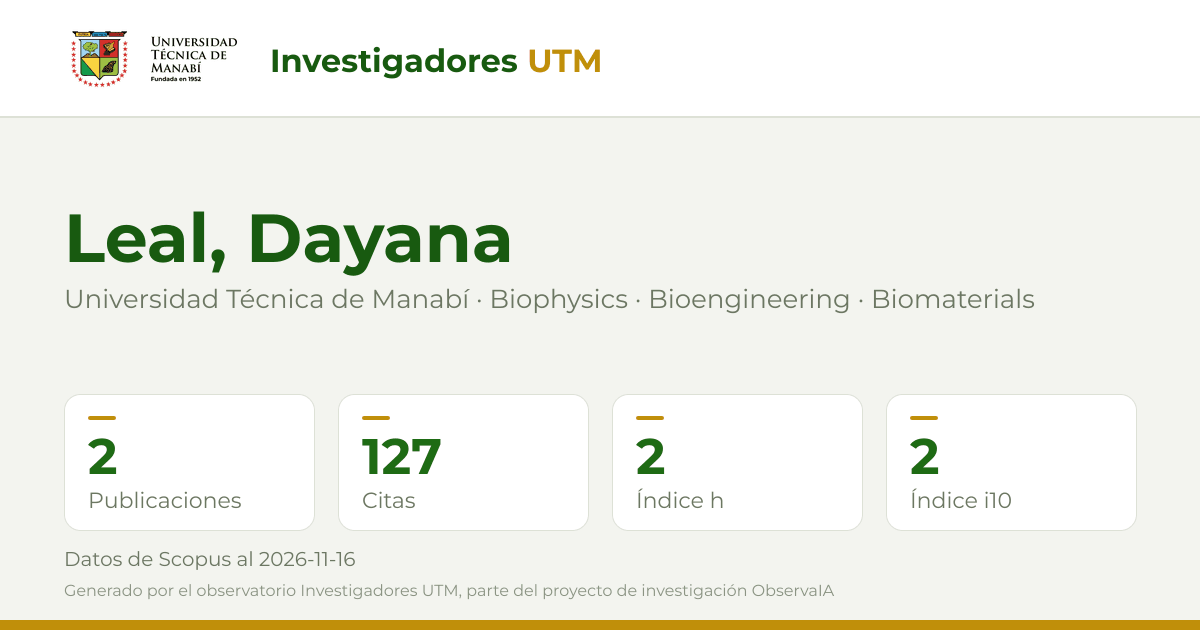 UNIVERSIDAD
TÉCNICA DE
MANABÍ
Fundada en 1952
Investigadores UTM
Leal, Dayana
Universidad Técnica de Manabí · Biophysics · Bioengineering · Biomaterials
2
Publicaciones
127
Citas
2
Índice h
2
Índice i10
Datos de Scopus al 2026-11-16
Generado por el observatorio Investigadores UTM, parte del proyecto de investigación ObservaIA